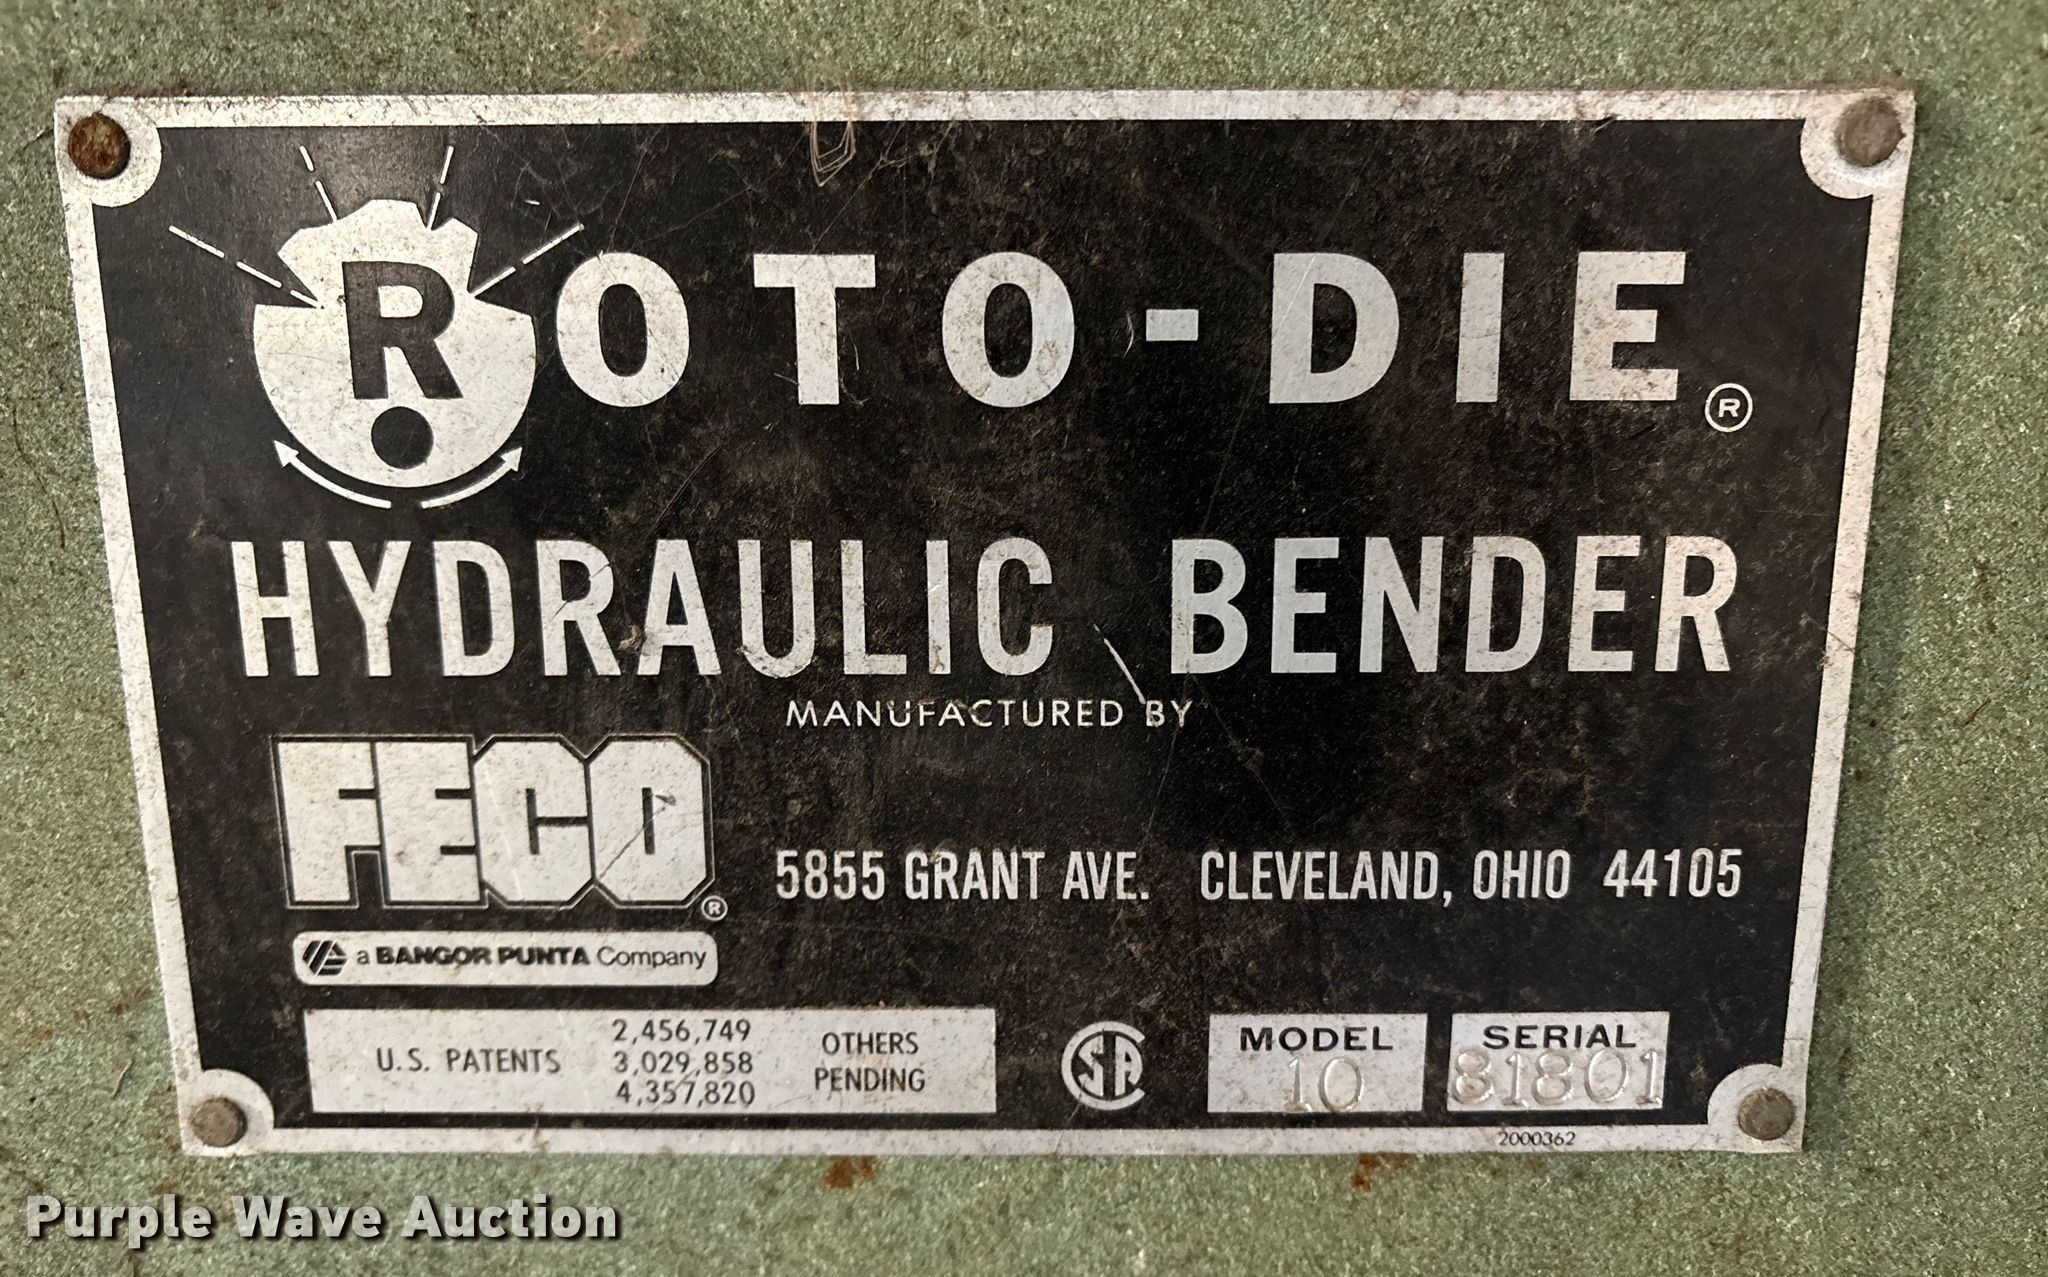 ROTO-DIE®
HYDRAULIC BENDER
MANUFACTURED BY
FECO®
5855 GRANT AVE. CLEVELAND, OHIO 44105
a BANGOR PUNTA Company
U.S. PATENTS
2,456,749
3,029,858
4,357,820
OTHERS
PENDING
CSA
MODEL
10
SERIAL
81801
2000362
Purple Wave Auction